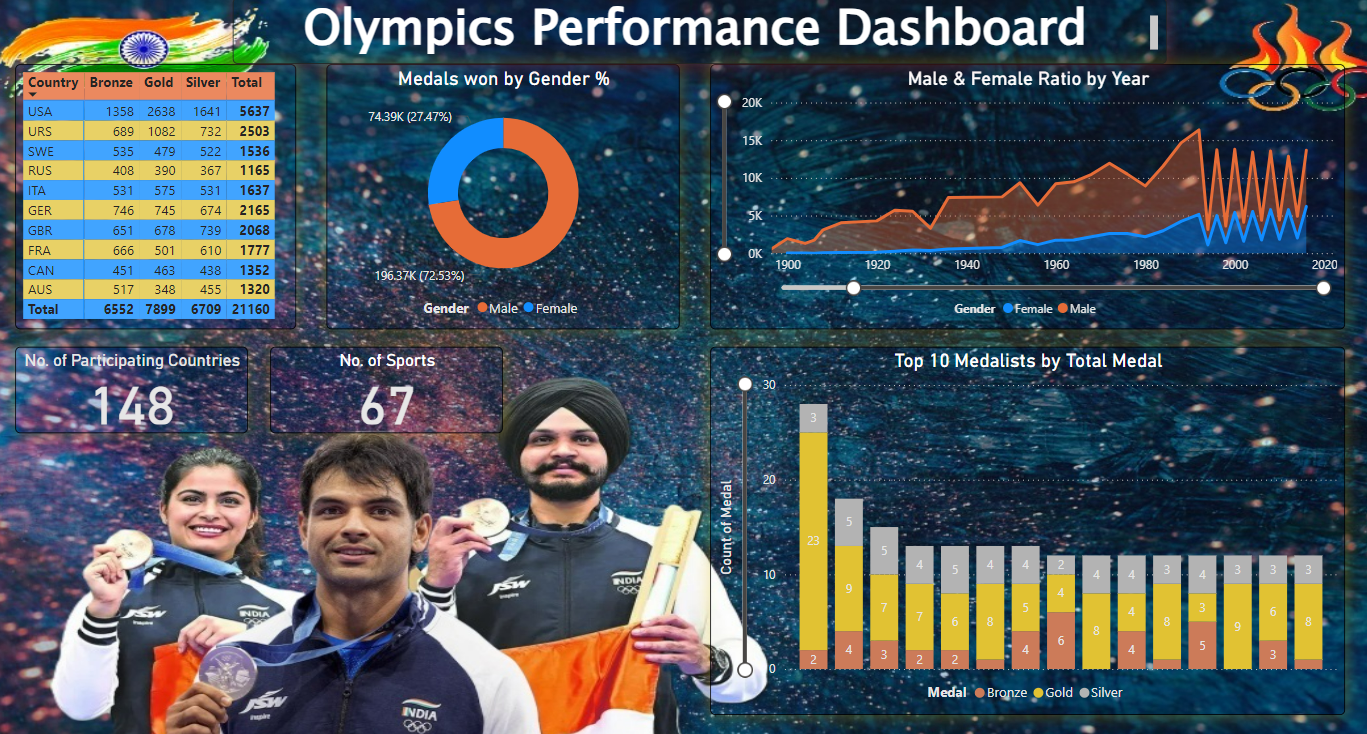 Olympics Performance Dashboard
Country Bronze Gold Silver Total
USA 1358 2638 1641 5637
URS 689 1082 732 2503
SWE 535 479 522 1536
RUS 408 390 367 1165
ITA 531 575 531 1637
GER 746 745 674 2165
GBR 651 678 739 2068
FRA 666 501 610 1777
CAN 451 463 438 1352
AUS 517 348 455 1320
Total 6552 7899 6709 21160
Medals won by Gender %
74.39K (27.47%)
196.37K (72.53%)
Gender Male Female
Male & Female Ratio by Year
20K
15K
10K
5K
0K
1900 1920 1940 1960 1980 2000 2020
Gender Female Male
No. of Participating Countries
148
No. of Sports
67
Top 10 Medalists by Total Medal
Count of Medal
30
20
10
0
3 5 5 4 5 4 4 2 4 4 3 4 3 3 3
23 9 7 7 6 8 5 4 8 4 8 3 9 6 8
2 4 3 2 2 4 6 4 5 3
Medal Bronze Gold Silver
JSW
Inspire
INDIA
JSW
Inspire
INDIA
JSW
Inspire
INDIA